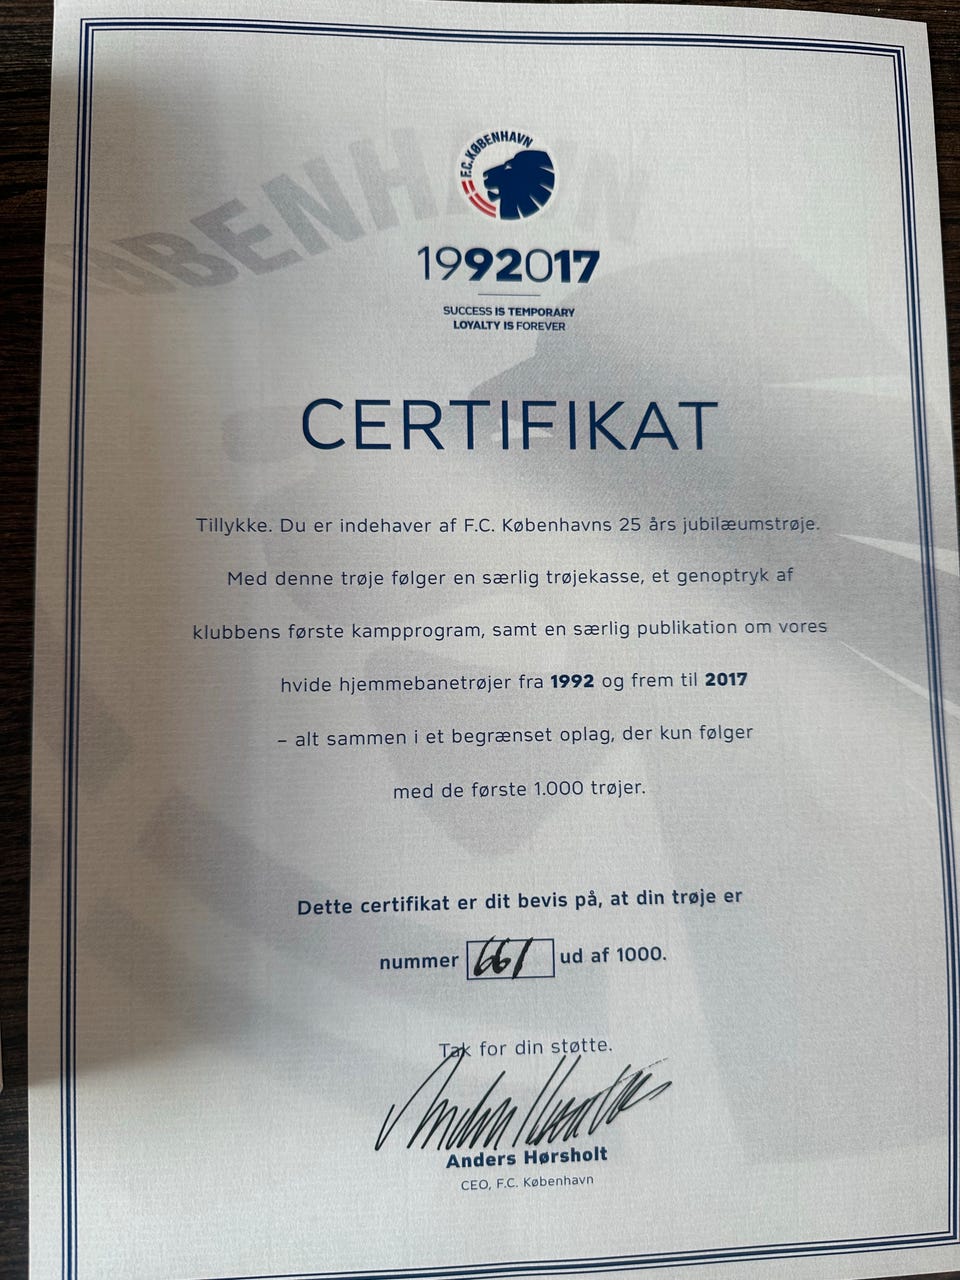 F.C.KØBENHAVN
19922017
SUCCESS IS TEMPORARY
LOYALTY IS FOREVER
CERTIFIKAT
Tillykke. Du er indehaver af F.C. Københavns 25 års jubilæumstrøje.
Med denne trøje følger en særlig trøjekasse, et genoptryk af
klubbens første kampprogram, samt en særlig publikation om vores
hvide hjemmebanetrøjer fra 1992 og frem til 2017
– alt sammen i et begrænset oplag, der kun følger
med de første 1.000 trøjer.
Dette certifikat er dit bevis på, at din trøje er
nummer 661 ud af 1000.
Tak for din støtte.
Anders Hørsholt
CEO, F.C. København